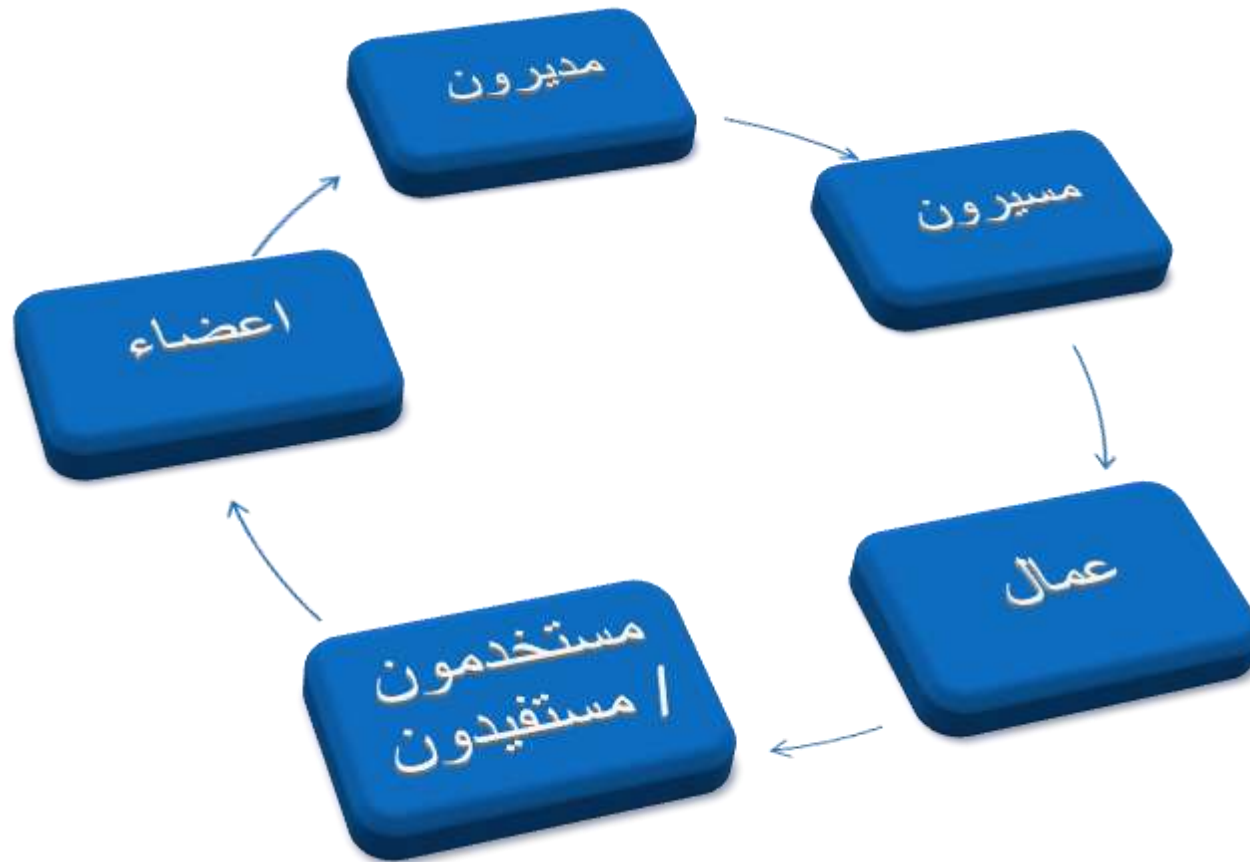 مديرون
مسيرون
عمال
مستخدمون
/ مستفيدون
اعضاء